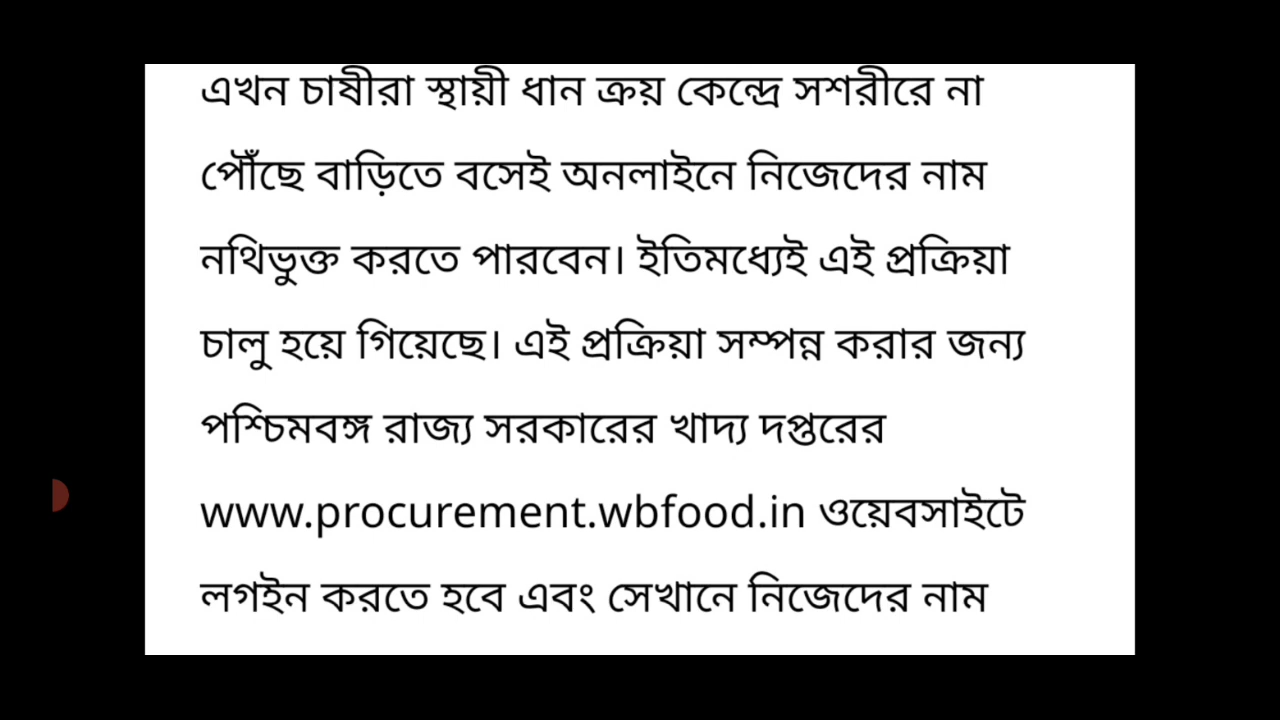 এখন চাষীরা স্থায়ী ধান ক্রয় কেন্দ্রে সশরীরে না
পৌঁছে বাড়িতে বসেই অনলাইনে নিজেদের নাম
নথিভুক্ত করতে পারবেন। ইতিমধ্যেই এই প্রক্রিয়া
চালু হয়ে গিয়েছে। এই প্রক্রিয়া সম্পন্ন করার জন্য
পশ্চিমবঙ্গ রাজ্য সরকারের খাদ্য দপ্তরের
www.procurement.wbfood.in ওয়েবসাইটে
লগইন করতে হবে এবং সেখানে নিজেদের নাম